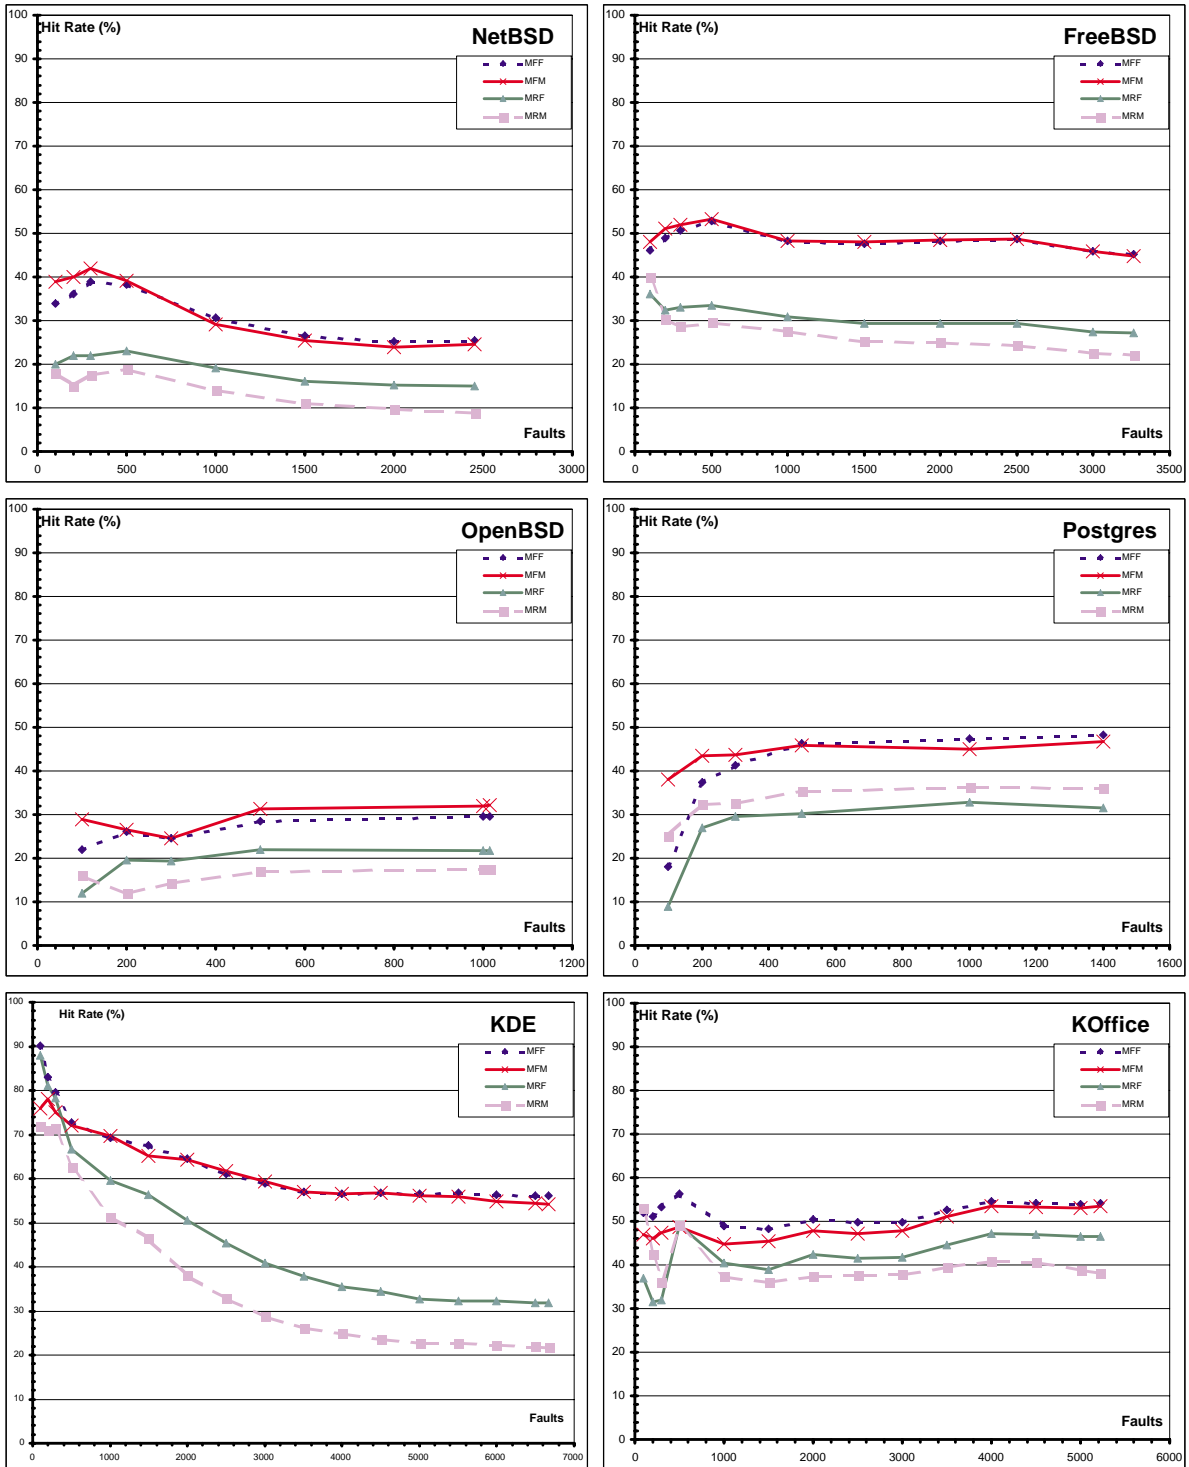 Hit Rate (%)
NetBSD
MFF
MFM
MRF
MRM
Faults
100
90
80
70
60
50
40
30
20
10
0
0 500 1000 1500 2000 2500 3000
Hit Rate (%)
FreeBSD
MFF
MFM
MRF
MRM
Faults
100
90
80
70
60
50
40
30
20
10
0
0 500 1000 1500 2000 2500 3000 3500
Hit Rate (%)
OpenBSD
MFF
MFM
MRF
MRM
Faults
100
90
80
70
60
50
40
30
20
10
0
0 200 400 600 800 1000 1200
Hit Rate (%)
Postgres
MFF
MFM
MRF
MRM
Faults
100
90
80
70
60
50
40
30
20
10
0
0 200 400 600 800 1000 1200 1400 1600
Hit Rate (%)
KDE
MFF
MFM
MRF
MRM
Faults
100
90
80
70
60
50
40
30
20
10
0
0 1000 2000 3000 4000 5000 6000 7000
Hit Rate (%)
KOffice
MFF
MFM
MRF
MRM
Faults
100
90
80
70
60
50
40
30
20
10
0
0 1000 2000 3000 4000 5000 6000